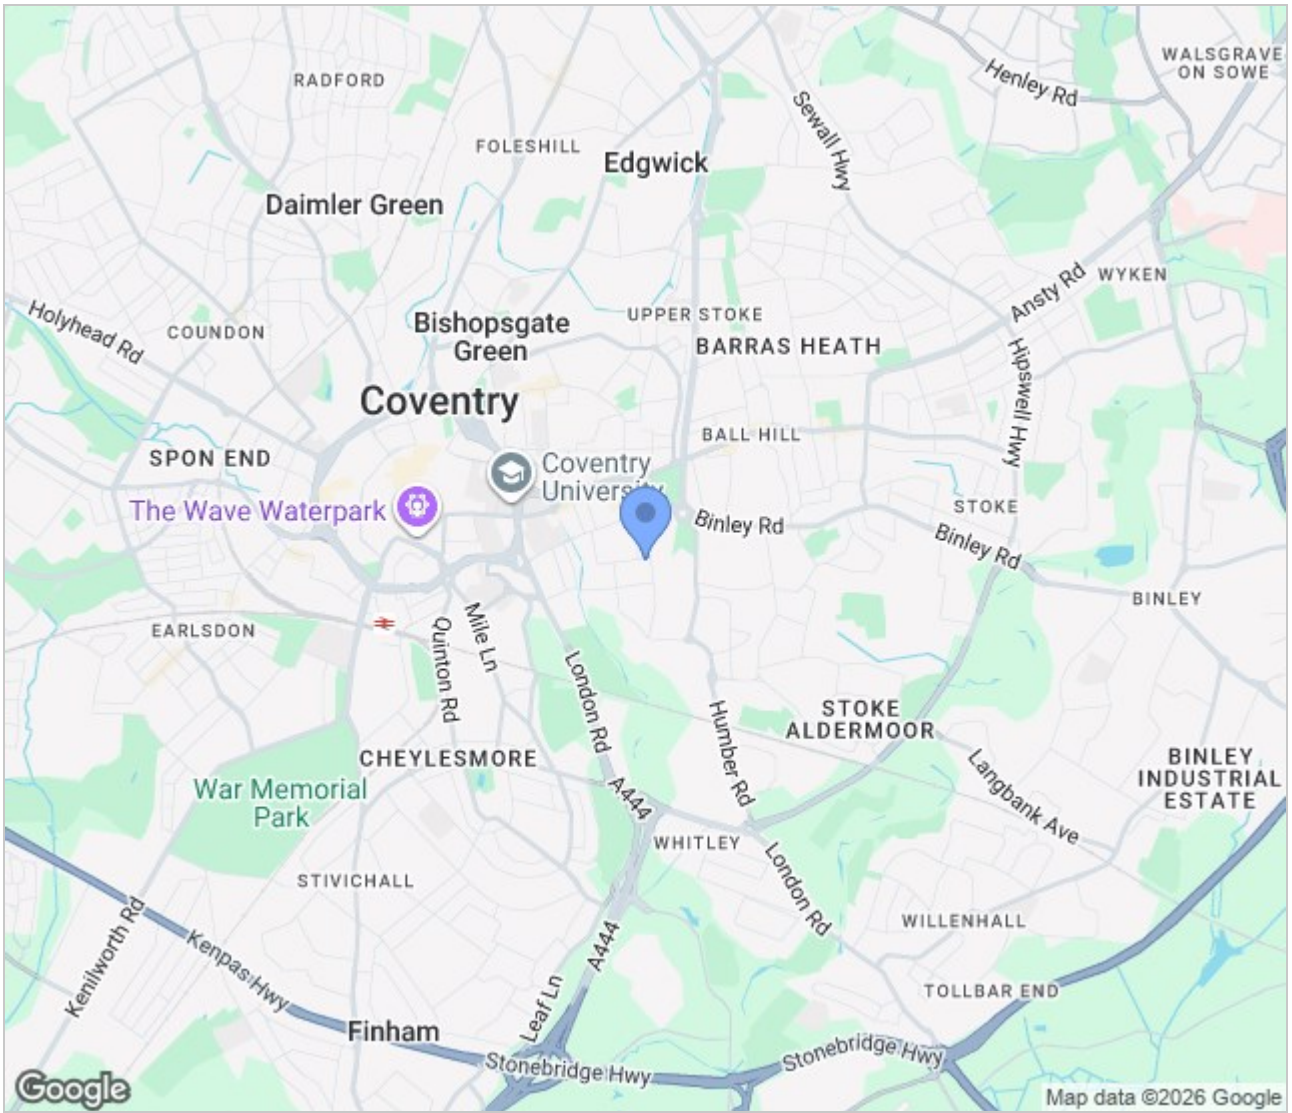 WALSGRAVE
ON SOWE
RADFORD
Henley Rd
Sewall Hwy
FOLESHILL
Edgwick
Daimler Green
WYKEN
Ansty Rd
Holyhead Rd
COUNDON
Bishopsgate
Green
UPPER STOKE
BARRAS HEATH
Hipswell Hwy
Coventry
BALL HILL
SPON END
Coventry
University
The Wave Waterpark
Binley Rd
STOKE
Binley Rd
BINLEY
EARLSDON
Mile Ln
Quinton Rd
London Rd
Humber Rd
STOKE
ALDERMOOR
CHEYLESMORE
Langbank Ave
BINLEY
INDUSTRIAL
ESTATE
War Memorial
Park
A444
WHITLEY
London Rd
STIVICHALL
Kenilworth Rd
WILLENHALL
Kenpas Hwy
A444
TOLLBAR END
Leaf Ln
Finham
Stonebridge Hwy
Stonebridge Hwy
Google
Map data ©2026 Google